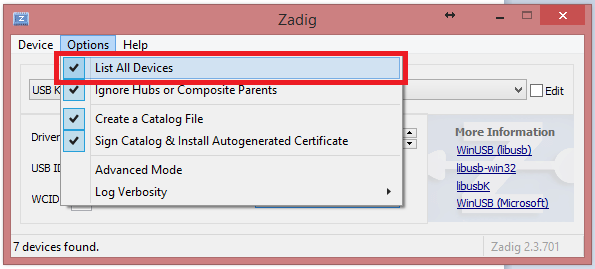 Zadig
Device Options Help
List All Devices
USB K Edit
Ignore Hubs or Composite Parents
Create a Catalog File
Driver More Information
Sign Catalog & Install Autogenerated Certificate
WinUSB (libusb)
USB ID libusb-win32
Advanced Mode
libusbK
Log Verbosity
WCID WinUSB (Microsoft)
7 devices found. Zadig 2.3.701